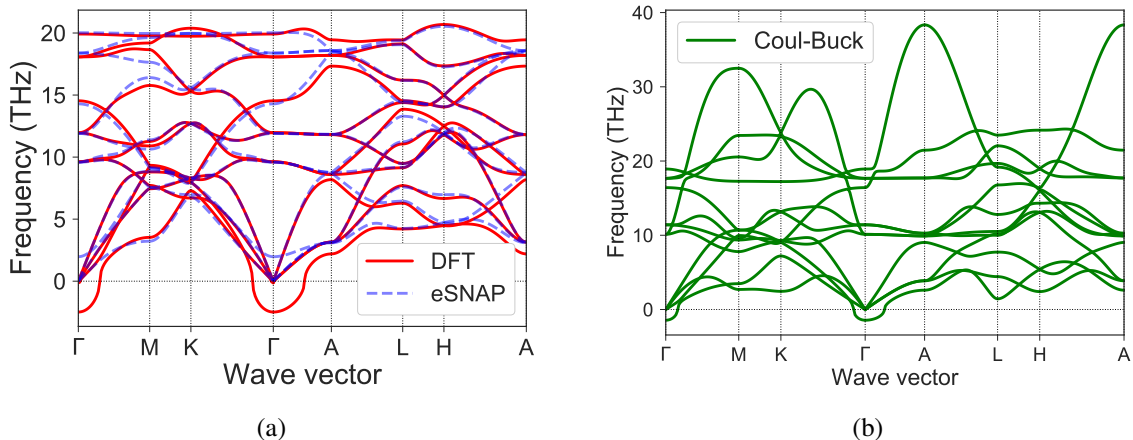 20
15
10
5
0
Frequency (THz)
DFT
eSNAP
Γ M K Γ A L H A
Wave vector
(a)
40
30
20
10
0
Frequency (THz)
Coul-Buck
Γ M K Γ A L H A
Wave vector
(b)